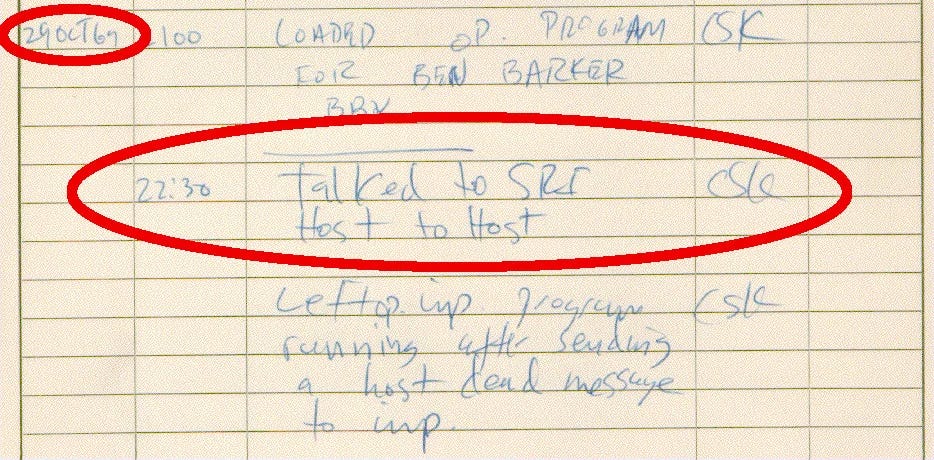 29OCT69 2100 LOADED OP. PROGRAM CSK
FOR BEN BARKER
BBN
22:30 Talked to SRI CSK
Host to Host
Left op. imp. program CSK
running after sending
a host dead message
to imp.